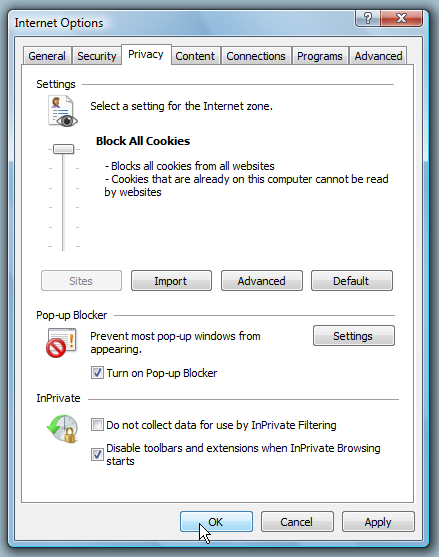 Internet Options
?
General Security Privacy Content Connections Programs Advanced
Settings
Select a setting for the Internet zone.
Block All Cookies
- Blocks all cookies from all websites
- Cookies that are already on this computer cannot be read
by websites
Sites Import Advanced Default
Pop-up Blocker
Prevent most pop-up windows from
appearing.
Settings
Turn on Pop-up Blocker
InPrivate
Do not collect data for use by InPrivate Filtering
Disable toolbars and extensions when InPrivate Browsing
starts
OK Cancel Apply